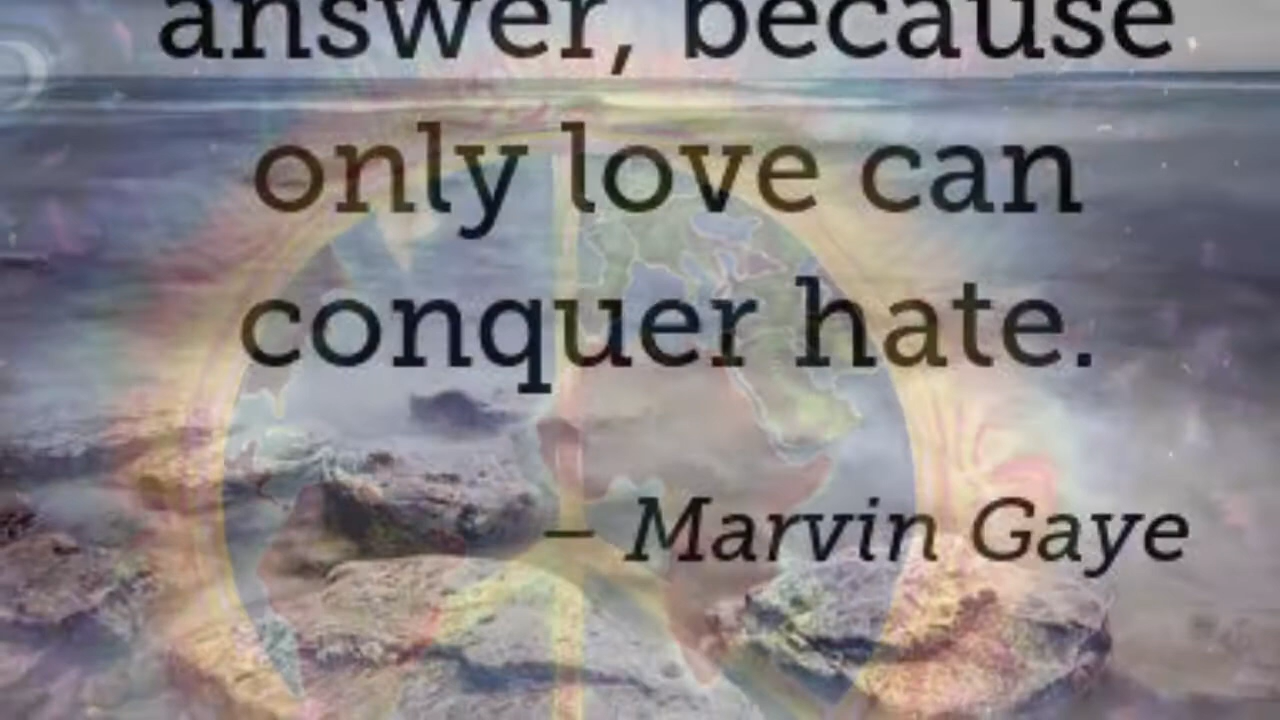 answer, because
only love can
conquer hate.
– Marvin Gaye